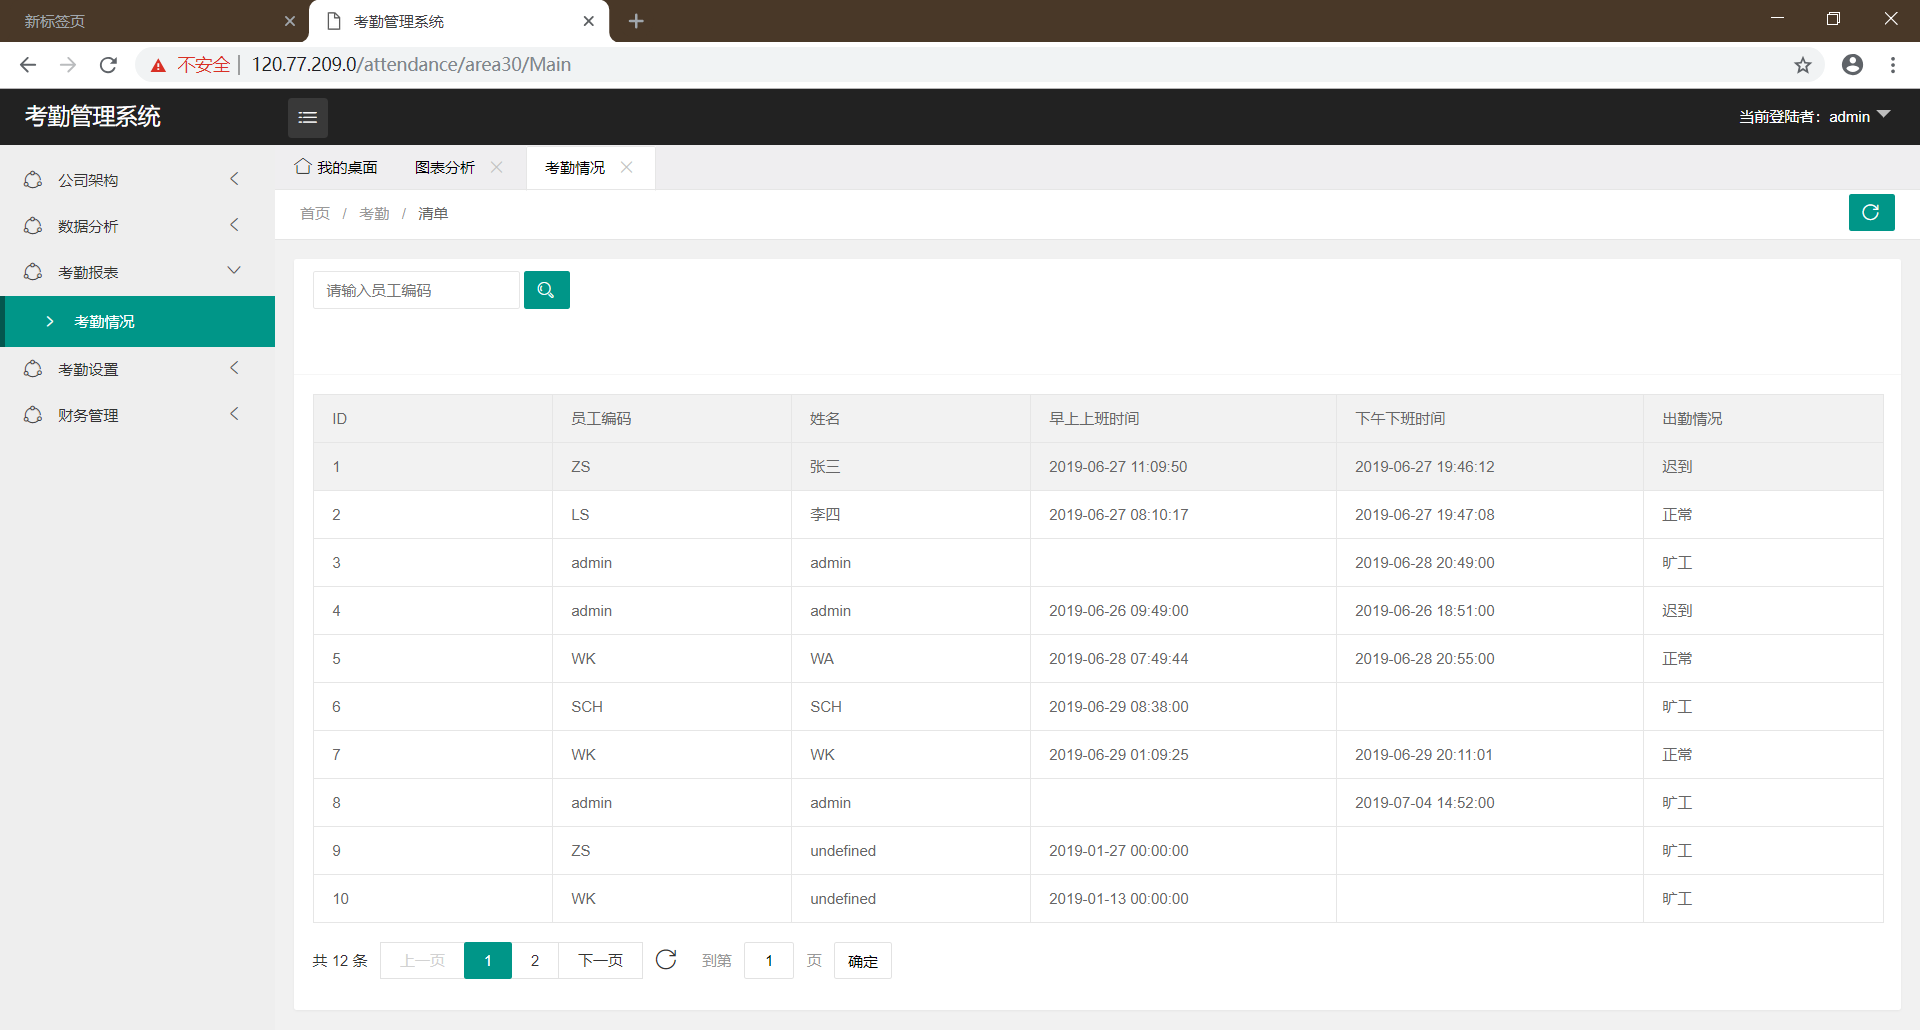 新标签页
考勤管理系统
不安全 120.77.209.0/attendance/area30/Main
考勤管理系统
当前登陆者：admin
公司架构
数据分析
考勤报表
考勤情况
考勤设置
财务管理
我的桌面 图表分析 考勤情况
首页 / 考勤 / 清单
请输入员工编码
ID 员工编码 姓名 早上上班时间 下午下班时间 出勤情况
1 ZS 张三 2019-06-27 11:09:50 2019-06-27 19:46:12 迟到
2 LS 李四 2019-06-27 08:10:17 2019-06-27 19:47:08 正常
3 admin admin 2019-06-28 20:49:00 旷工
4 admin admin 2019-06-26 09:49:00 2019-06-26 18:51:00 迟到
5 WK WA 2019-06-28 07:49:44 2019-06-28 20:55:00 正常
6 SCH SCH 2019-06-29 08:38:00 旷工
7 WK WK 2019-06-29 01:09:25 2019-06-29 20:11:01 正常
8 admin admin 2019-07-04 14:52:00 旷工
9 ZS undefined 2019-01-27 00:00:00 旷工
10 WK undefined 2019-01-13 00:00:00 旷工
共 12 条 上一页 1 2 下一页 到第 1 页 确定